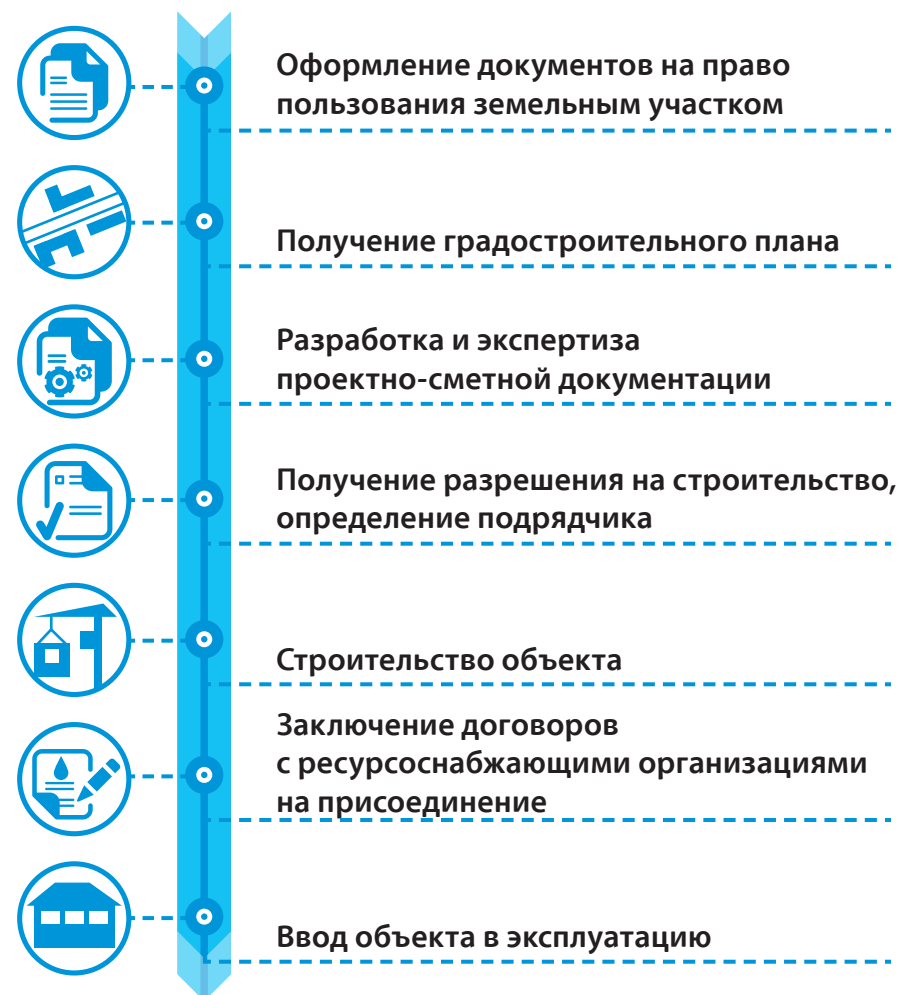 Оформление документов на право
пользования земельным участком
Получение градостроительного плана
Разработка и экспертиза
проектно-сметной документации
Получение разрешения на строительство,
определение подрядчика
Строительство объекта
Заключение договоров
с ресурсоснабжающими организациями
на присоединение
Ввод объекта в эксплуатацию